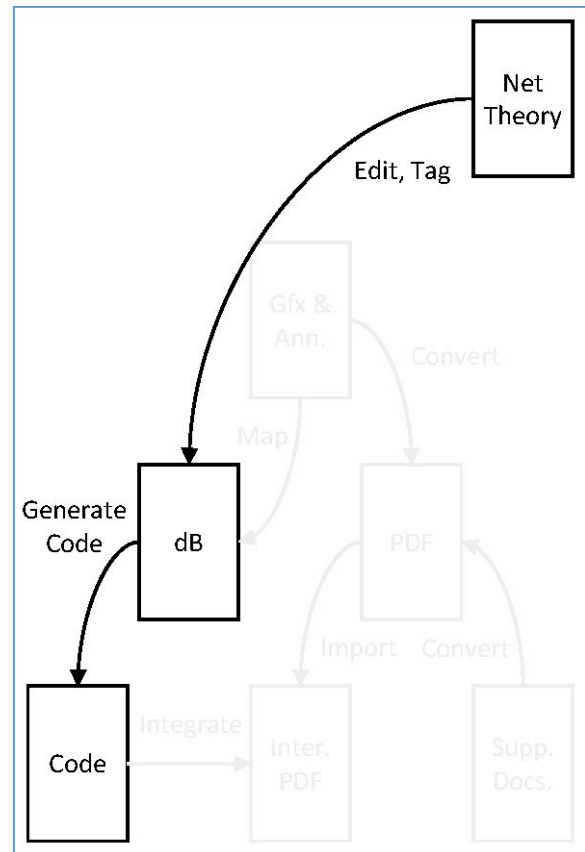 Net
Theory
Edit, Tag
Gfx &
Ann.
Convert
Map
Generate
Code
dB
PDF
Import
Convert
Code
Integrate
Inter.
PDF
Supp.
Docs.